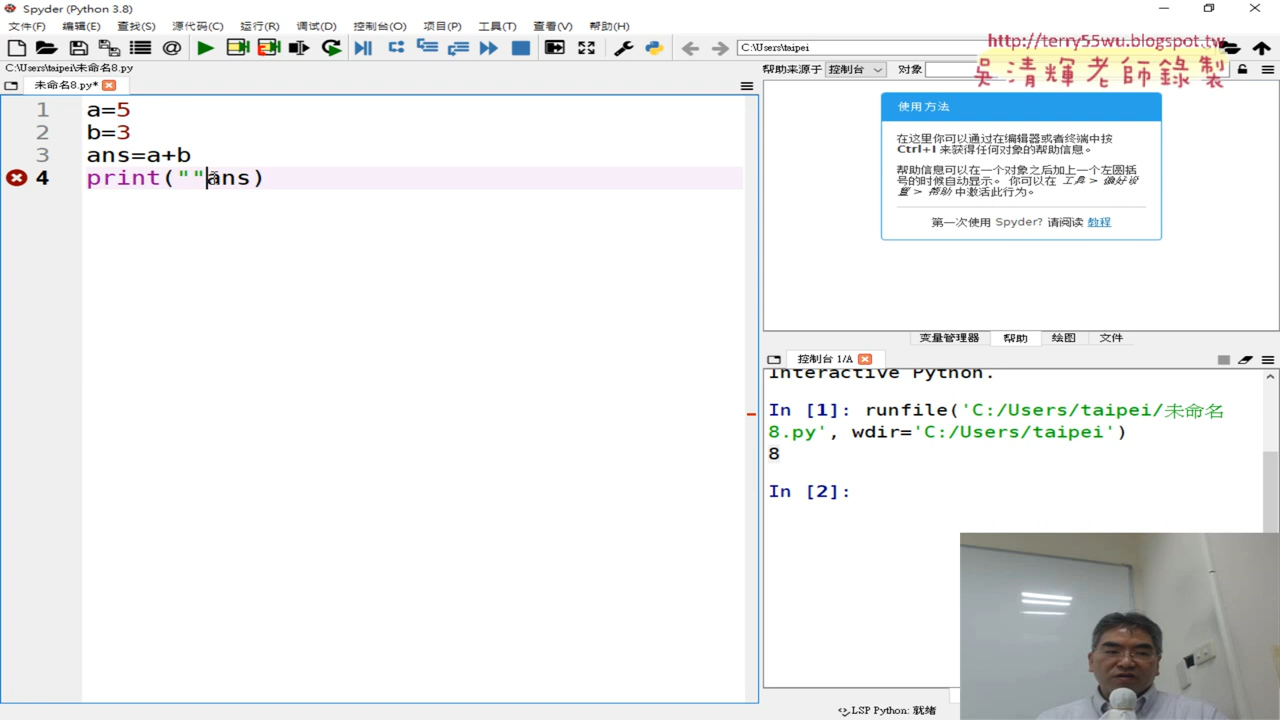 Spyder (Python 3.8)
文件(F) 编辑(E) 查找(S) 源代码(C) 运行(R) 调试(D) 控制台(O) 项目(P) 工具(T) 查看(V) 帮助(H)
C:\Users\taipei
http://terry55wu.blogspot.tw
吳清輝老師錄製
C:\Users\taipei\未命名8.py
帮助来源于 控制台 对象
未命名8.py*
1 a=5
2 b=3
3 ans=a+b
4 print(""ans)
使用方法
在这里你可以通过在编辑器或者终端中按
Ctrl+I 来获得任何对象的帮助信息。
帮助信息可以在一个对象之后加上一个左圆括
号的时候自动显示。 你可以在 工具 > 偏好设
置 > 帮助 中激活此行为。
第一次使用 Spyder? 请阅读 教程
变量管理器 帮助 绘图 文件
控制台 1/A
Interactive Python.
In [1]: runfile('C:/Users/taipei/未命名
8.py', wdir='C:/Users/taipei')
8
In [2]:
LSP Python: 就绪